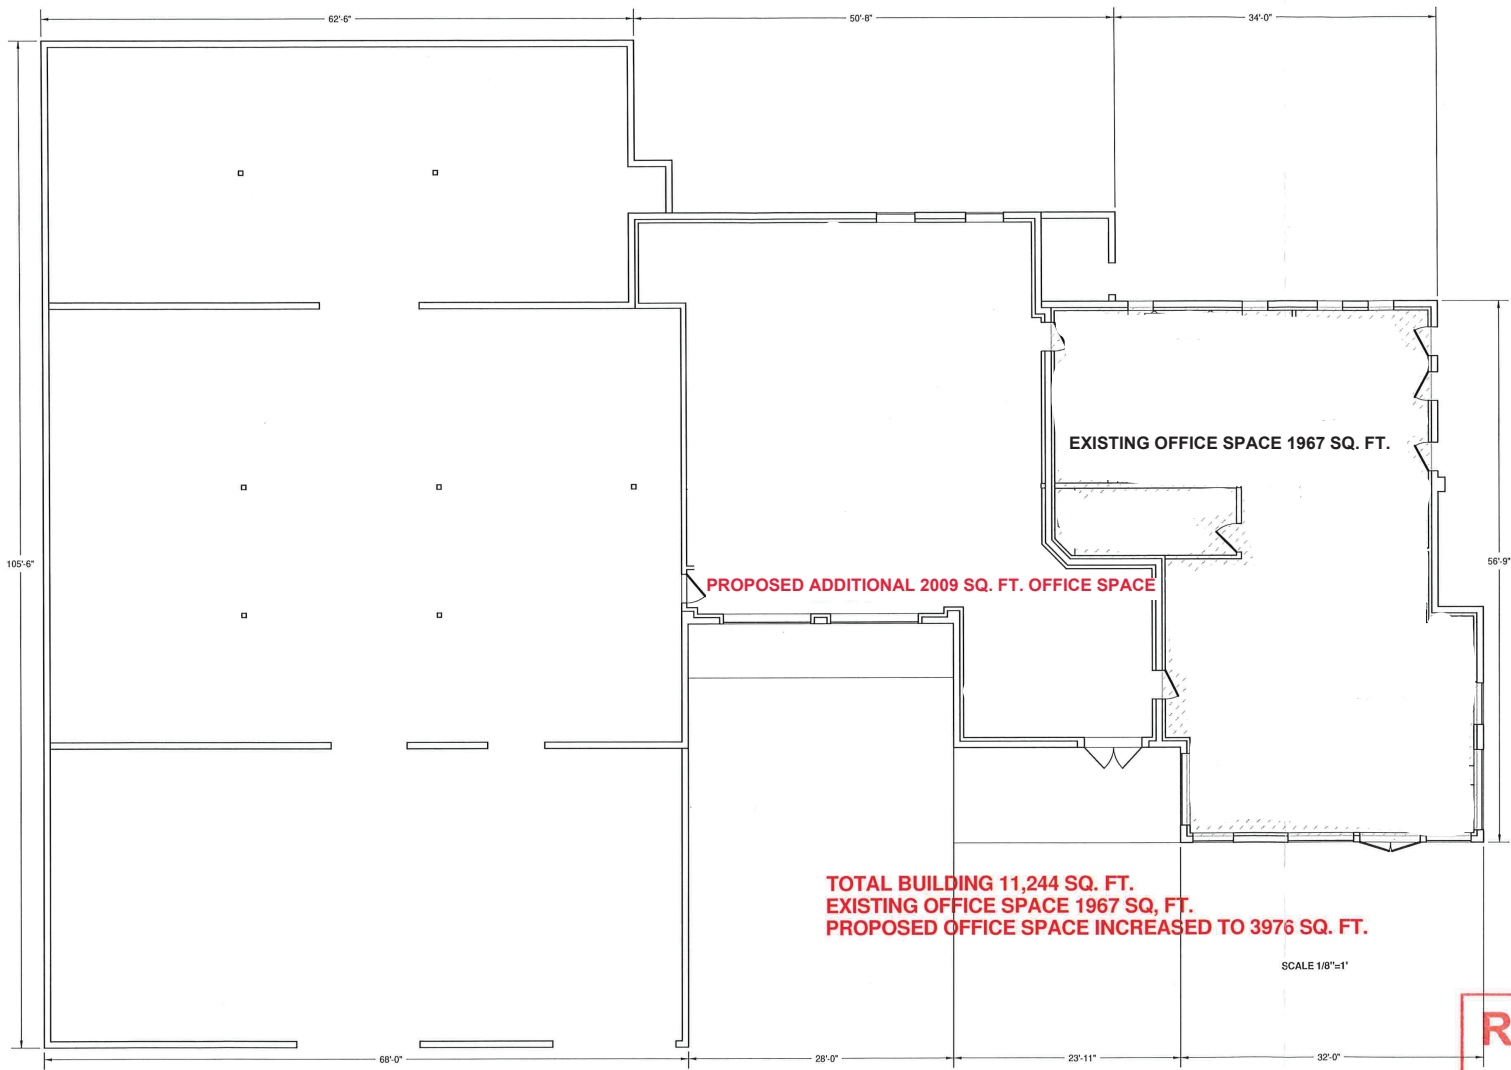 62'-6"
50'-8"
34'-0"
EXISTING OFFICE SPACE 1967 SQ. FT.
105'-6"
56'-9"
PROPOSED ADDITIONAL 2009 SQ. FT. OFFICE SPACE
TOTAL BUILDING 11,244 SQ. FT.
EXISTING OFFICE SPACE 1967 SQ, FT.
PROPOSED OFFICE SPACE INCREASED TO 3976 SQ. FT.
SCALE 1/8"=1'
R
68'-0"
28'-0"
23'-11"
32'-0"